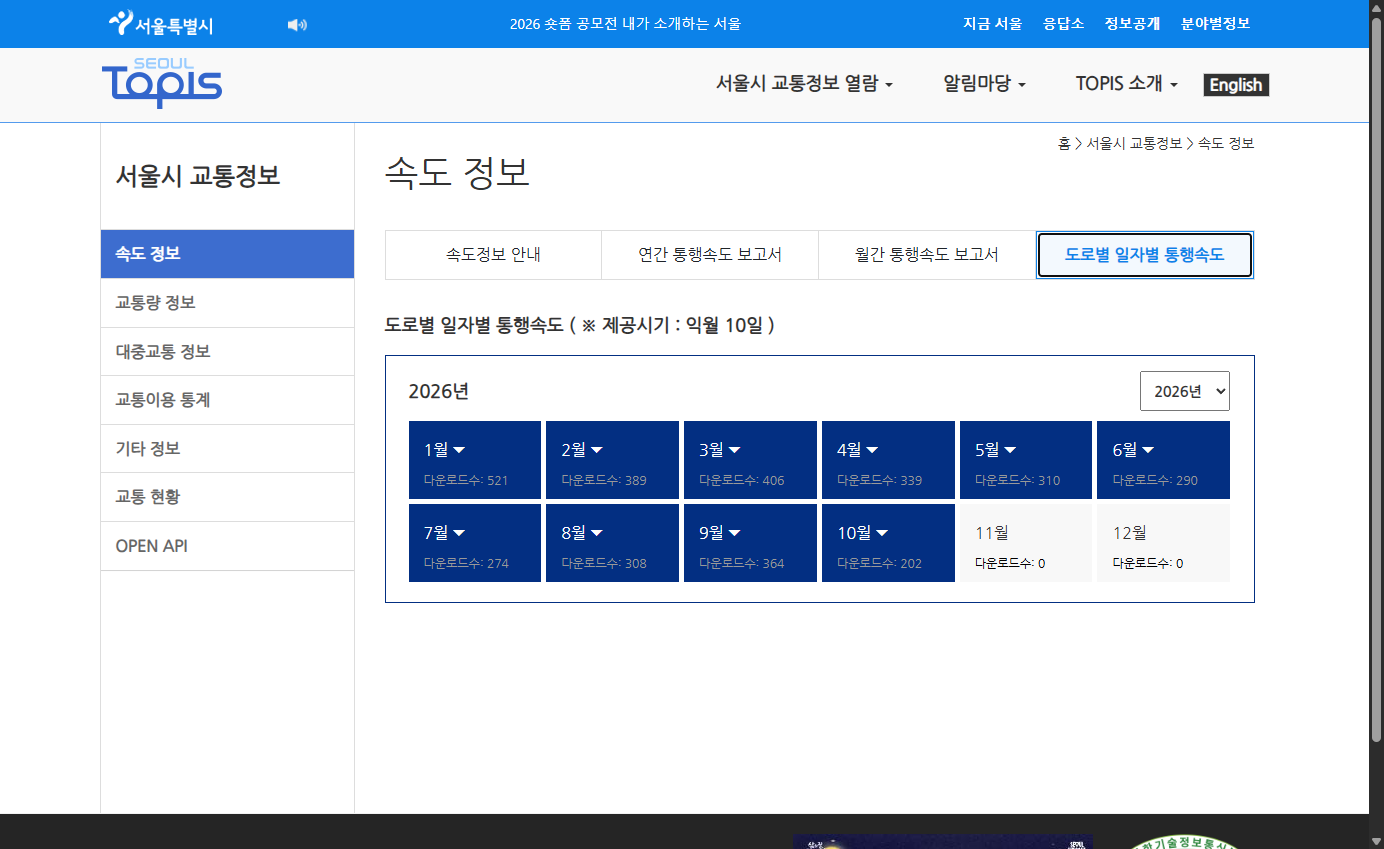 서울특별시
2026 숏폼 공모전 내가 소개하는 서울
지금 서울 응답소 정보공개 분야별정보
SEOUL
Topis
서울시 교통정보 열람 알림마당 TOPIS 소개 English
홈 > 서울시 교통정보 > 속도 정보
서울시 교통정보
속도 정보
교통량 정보
대중교통 정보
교통이용 통계
기타 정보
교통 현황
OPEN API
속도 정보
속도정보 안내 연간 통행속도 보고서 월간 통행속도 보고서 도로별 일자별 통행속도
도로별 일자별 통행속도 ( ※ 제공시기 : 익월 10일 )
2026년 2026년
1월 2월 3월 4월 5월 6월
다운로드수: 521 다운로드수: 389 다운로드수: 406 다운로드수: 339 다운로드수: 310 다운로드수: 290
7월 8월 9월 10월 11월 12월
다운로드수: 274 다운로드수: 308 다운로드수: 364 다운로드수: 202 다운로드수: 0 다운로드수: 0